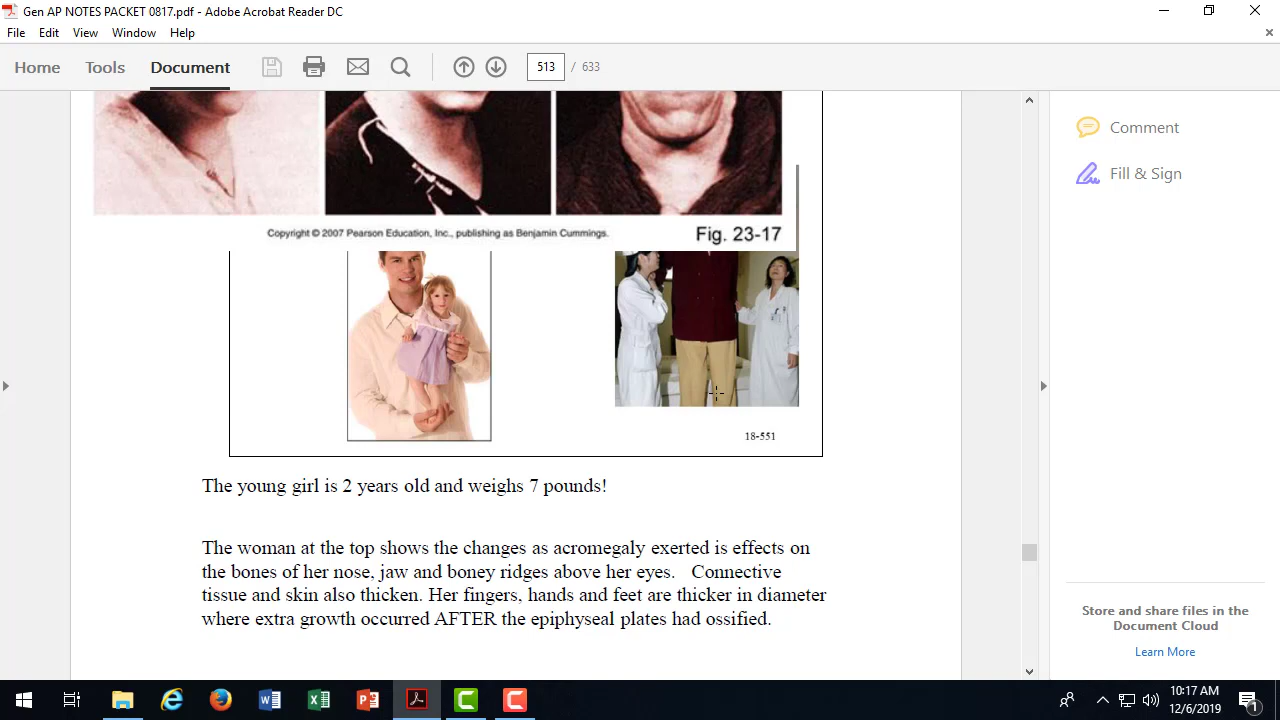 Gen AP NOTES PACKET 0817.pdf - Adobe Acrobat Reader DC
File Edit View Window Help
Home Tools Document 513 / 633
Comment
Fill & Sign
Copyright © 2007 Pearson Education, Inc., publishing as Benjamin Cummings.
Fig. 23-17
18-551
The young girl is 2 years old and weighs 7 pounds!
The woman at the top shows the changes as acromegaly exerted is effects on
the bones of her nose, jaw and boney ridges above her eyes. Connective
tissue and skin also thicken. Her fingers, hands and feet are thicker in diameter
where extra growth occurred AFTER the epiphyseal plates had ossified.
Store and share files in the
Document Cloud
Learn More
10:17 AM
12/6/2019
1